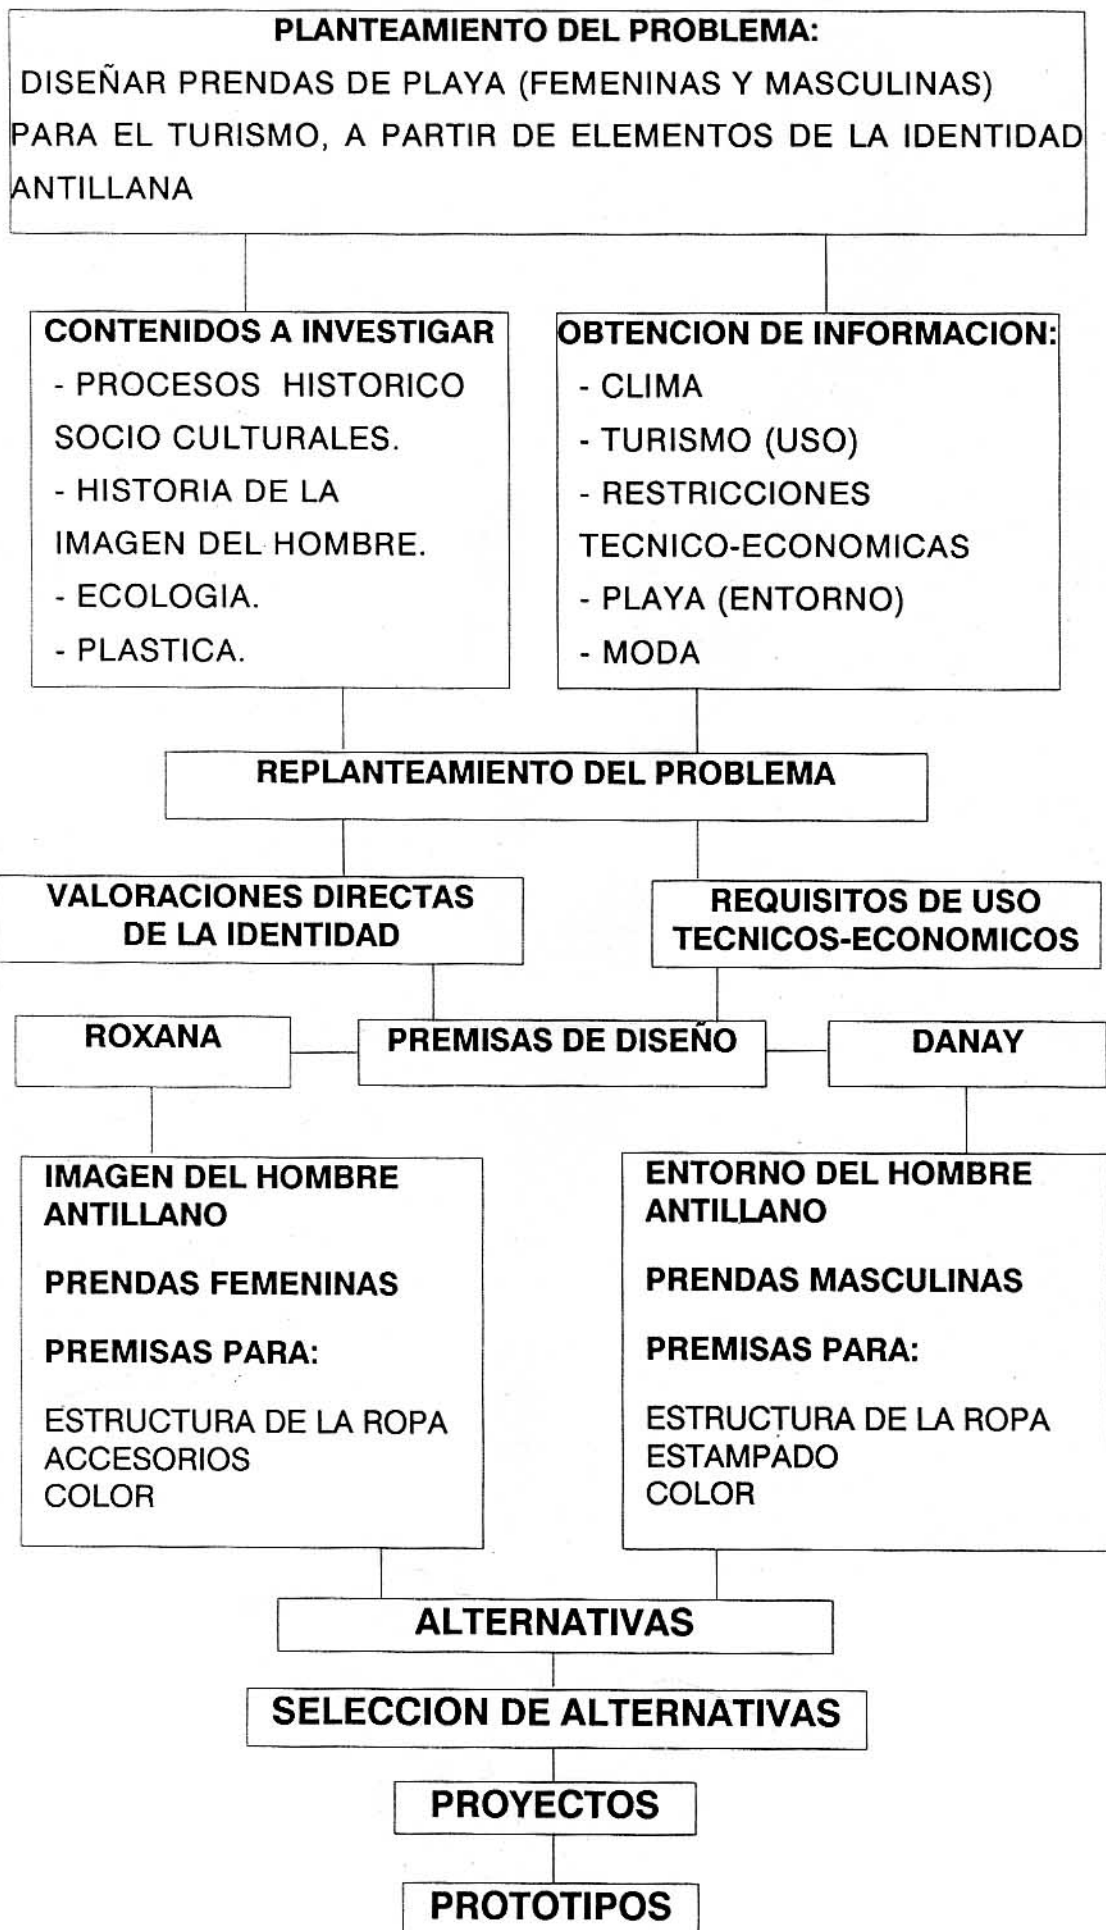 PLANTEAMIENTO DEL PROBLEMA:
DISEÑAR PRENDAS DE PLAYA (FEMENINAS Y MASCULINAS)
PARA EL TURISMO, A PARTIR DE ELEMENTOS DE LA IDENTIDAD
ANTILLANA
CONTENIDOS A INVESTIGAR
- PROCESOS HISTORICO
SOCIO CULTURALES.
- HISTORIA DE LA
IMAGEN DEL HOMBRE.
- ECOLOGIA.
- PLASTICA.
OBTENCION DE INFORMACION:
- CLIMA
- TURISMO (USO)
- RESTRICCIONES
TECNICO-ECONOMICAS
- PLAYA (ENTORNO)
- MODA
REPLANTEAMIENTO DEL PROBLEMA
VALORACIONES DIRECTAS
DE LA IDENTIDAD
REQUISITOS DE USO
TECNICOS-ECONOMICOS
ROXANA
PREMISAS DE DISEÑO
DANAY
IMAGEN DEL HOMBRE
ANTILLANO
PRENDAS FEMENINAS
PREMISAS PARA:
ESTRUCTURA DE LA ROPA
ACCESORIOS
COLOR
ENTORNO DEL HOMBRE
ANTILLANO
PRENDAS MASCULINAS
PREMISAS PARA:
ESTRUCTURA DE LA ROPA
ESTAMPADO
COLOR
ALTERNATIVAS
SELECCION DE ALTERNATIVAS
PROYECTOS
PROTOTIPOS